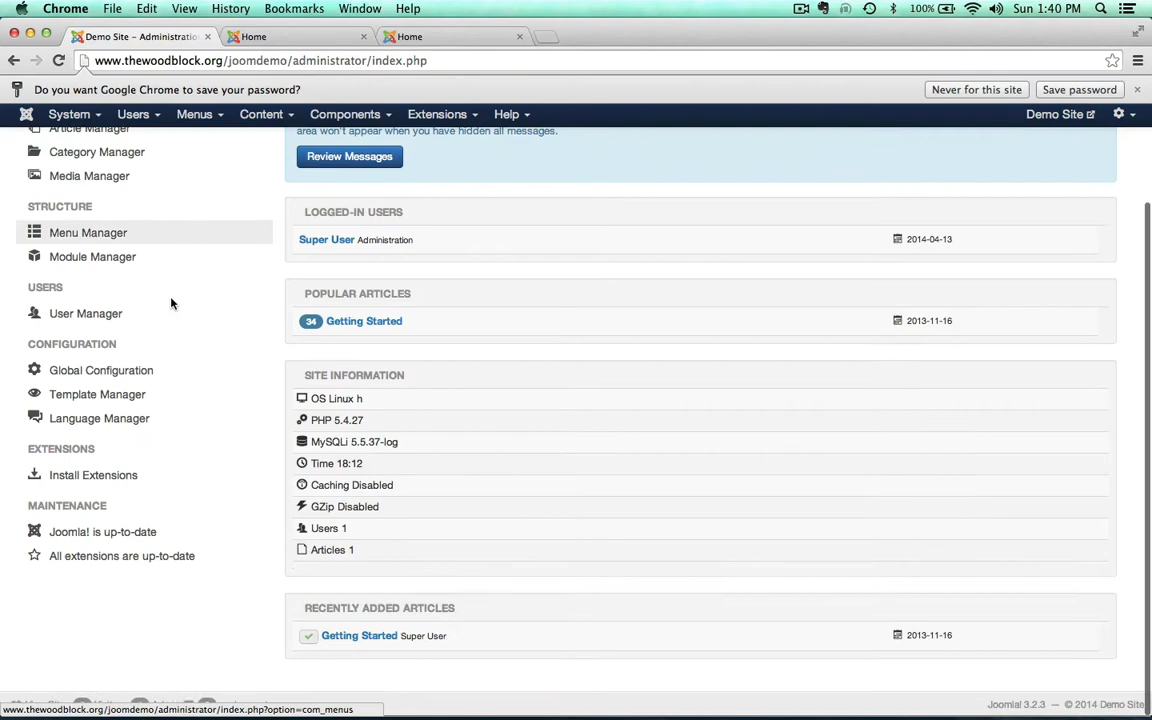 Chrome File Edit View History Bookmarks Window Help 100% Sun 1:40 PM
Demo Site – Administratio × Home × Home ×
www.thewoodblock.org/joomdemo/administrator/index.php
Do you want Google Chrome to save your password? Never for this site Save password ×
System Users Menus Content Components Extensions Help Demo Site
Article Manager
Category Manager
Media Manager
STRUCTURE
Menu Manager
Module Manager
USERS
User Manager
CONFIGURATION
Global Configuration
Template Manager
Language Manager
EXTENSIONS
Install Extensions
MAINTENANCE
Joomla! is up-to-date
All extensions are up-to-date
area won't appear when you have hidden all messages.
Review Messages
LOGGED-IN USERS
Super User Administration 2014-04-13
POPULAR ARTICLES
34 Getting Started 2013-11-16
SITE INFORMATION
OS Linux h
PHP 5.4.27
MySQLi 5.5.37-log
Time 18:12
Caching Disabled
GZip Disabled
Users 1
Articles 1
RECENTLY ADDED ARTICLES
Getting Started Super User 2013-11-16
Joomla! 3.2.3 — © 2014 Demo Site
www.thewoodblock.org/joomdemo/administrator/index.php?option=com_menus